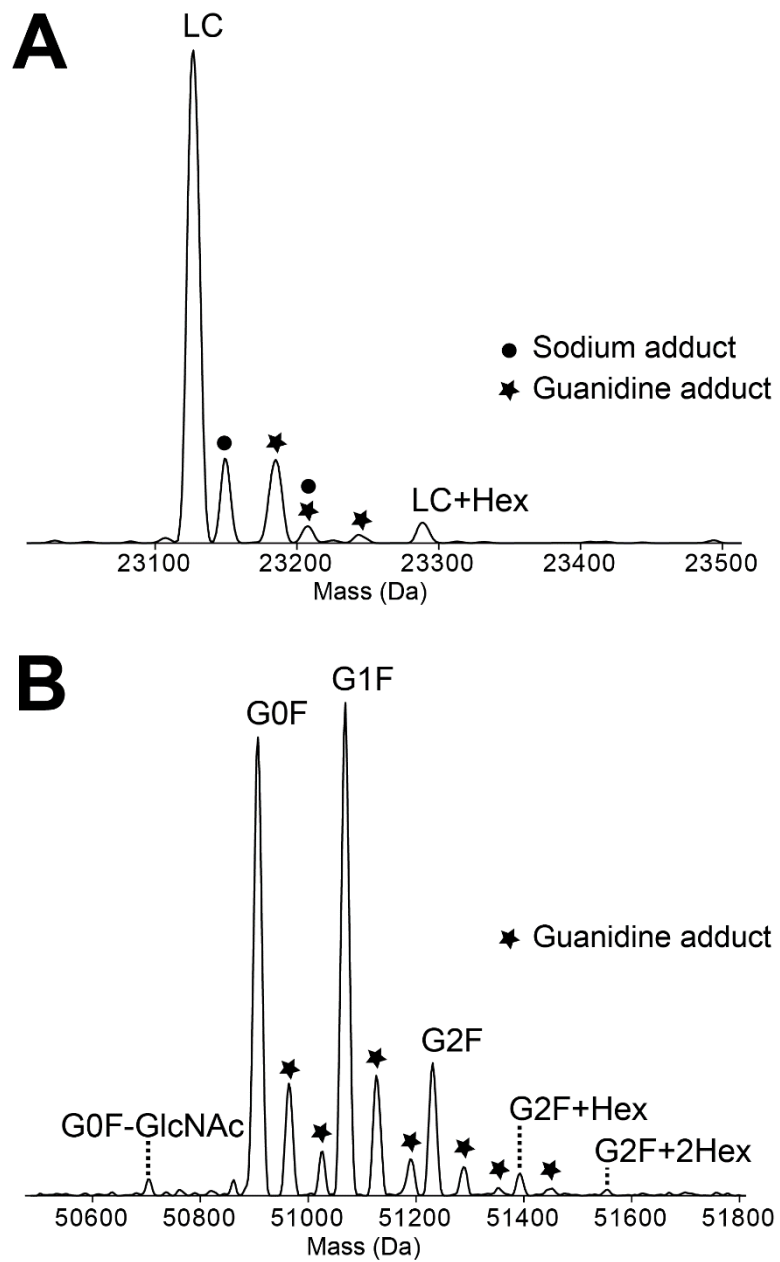 A
LC
Sodium adduct
Guanidine adduct
LC+Hex
23100 23200 23300 23400 23500
Mass (Da)
B
G1F
G0F
Guanidine adduct
G2F
G2F+Hex
G0F-GlcNAc
G2F+2Hex
50600 50800 51000 51200 51400 51600 51800
Mass (Da)